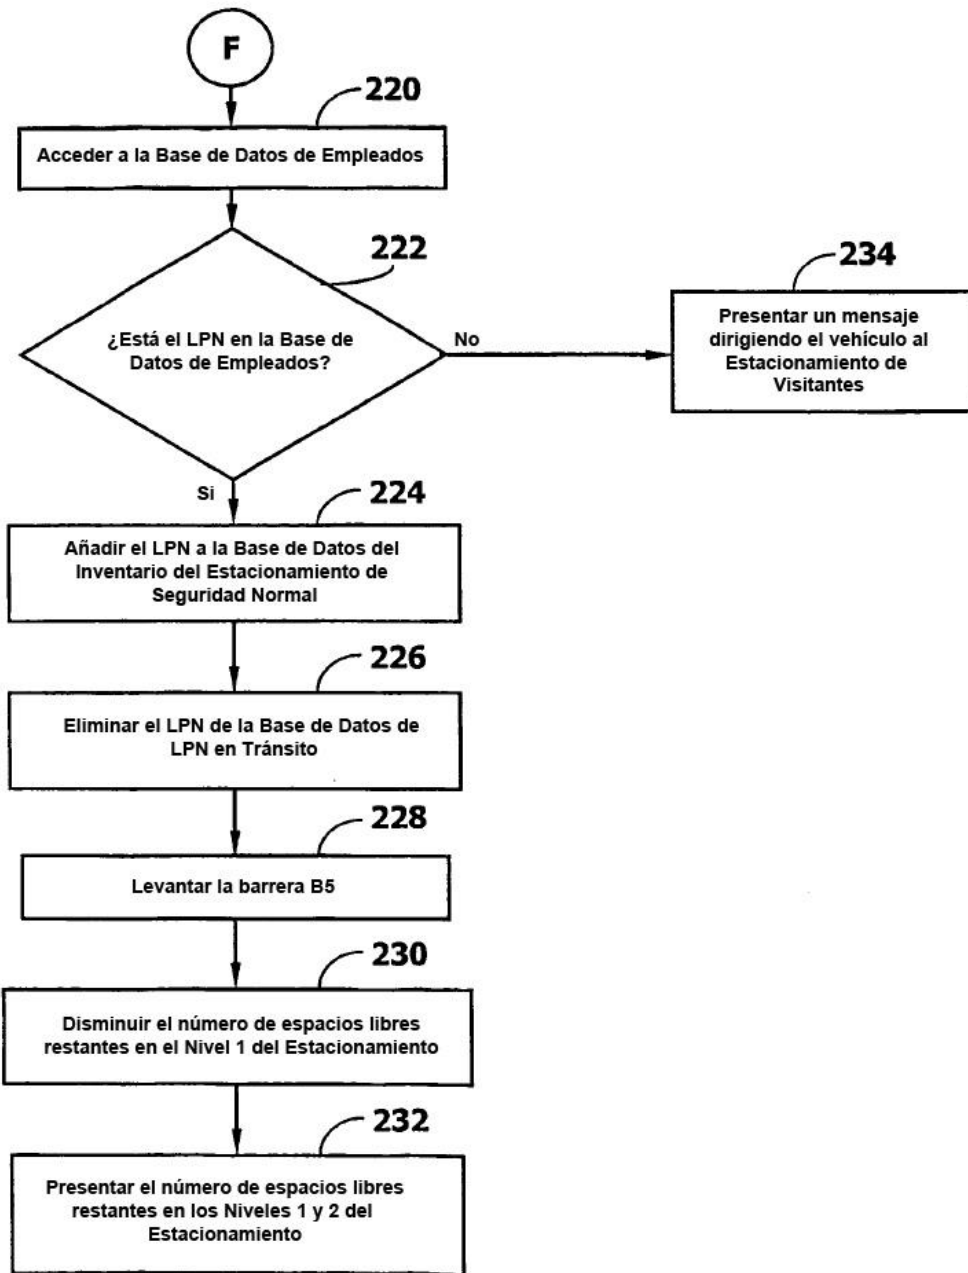 F
220
Acceder a la Base de Datos de Empleados
222
¿Está el LPN en la Base de
Datos de Empleados?
No
234
Presentar un mensaje
dirigiendo el vehículo al
Estacionamiento de
Visitantes
Si
224
Añadir el LPN a la Base de Datos del
Inventario del Estacionamiento de
Seguridad Normal
226
Eliminar el LPN de la Base de Datos de
LPN en Tránsito
228
Levantar la barrera B5
230
Disminuir el número de espacios libres
restantes en el Nivel 1 del Estacionamiento
232
Presentar el número de espacios libres
restantes en los Niveles 1 y 2 del
Estacionamiento